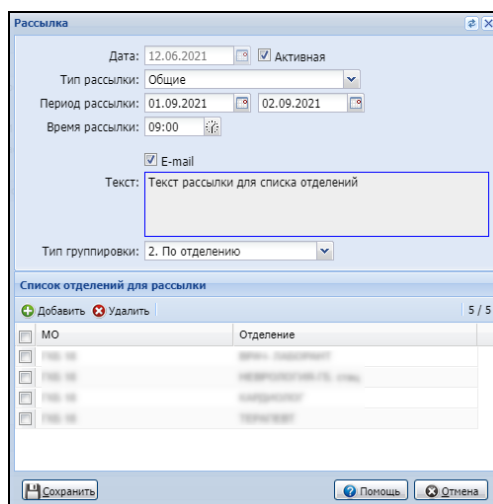 Рассылка
Дата: 12.06.2021 Активная
Тип рассылки: Общие
Период рассылки: 01.09.2021 02.09.2021
Время рассылки: 09:00
E-mail
Текст: Текст рассылки для списка отделений
Тип группировки: 2. По отделению
Список отделений для рассылки
Добавить Удалить 5 / 5
МО Отделение
Сохранить Помощь Отмена